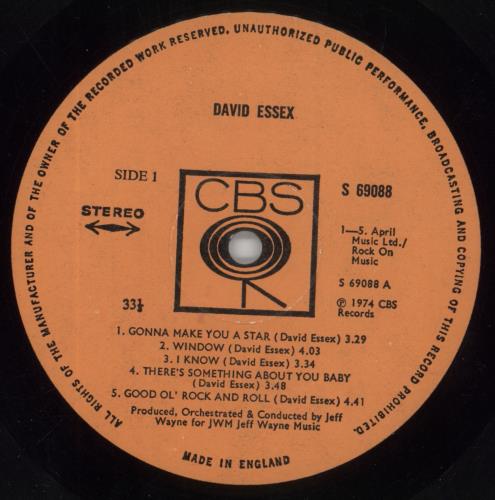 ALL RIGHTS OF THE MANUFACTURER AND OF THE OWNER OF THE RECORDED WORK RESERVED, UNAUTHORIZED PUBLIC PERFORMANCE, BROADCASTING AND COPYING OF THIS RECORD PROHIBITED.
DAVID ESSEX
SIDE 1
STEREO
33⅓
CBS
S 69088
1—5. April
Music Ltd./
Rock On
Music
S 69088 A
℗ 1974 CBS
Records
1. GONNA MAKE YOU A STAR (David Essex) 3.29
2. WINDOW (David Essex) 4.03
3. I KNOW (David Essex) 3.34
4. THERE'S SOMETHING ABOUT YOU BABY
(David Essex) 3.48
5. GOOD OL' ROCK AND ROLL (David Essex) 4.41
Produced, Orchestrated & Conducted by Jeff
Wayne for JWM Jeff Wayne Music
MADE IN ENGLAND